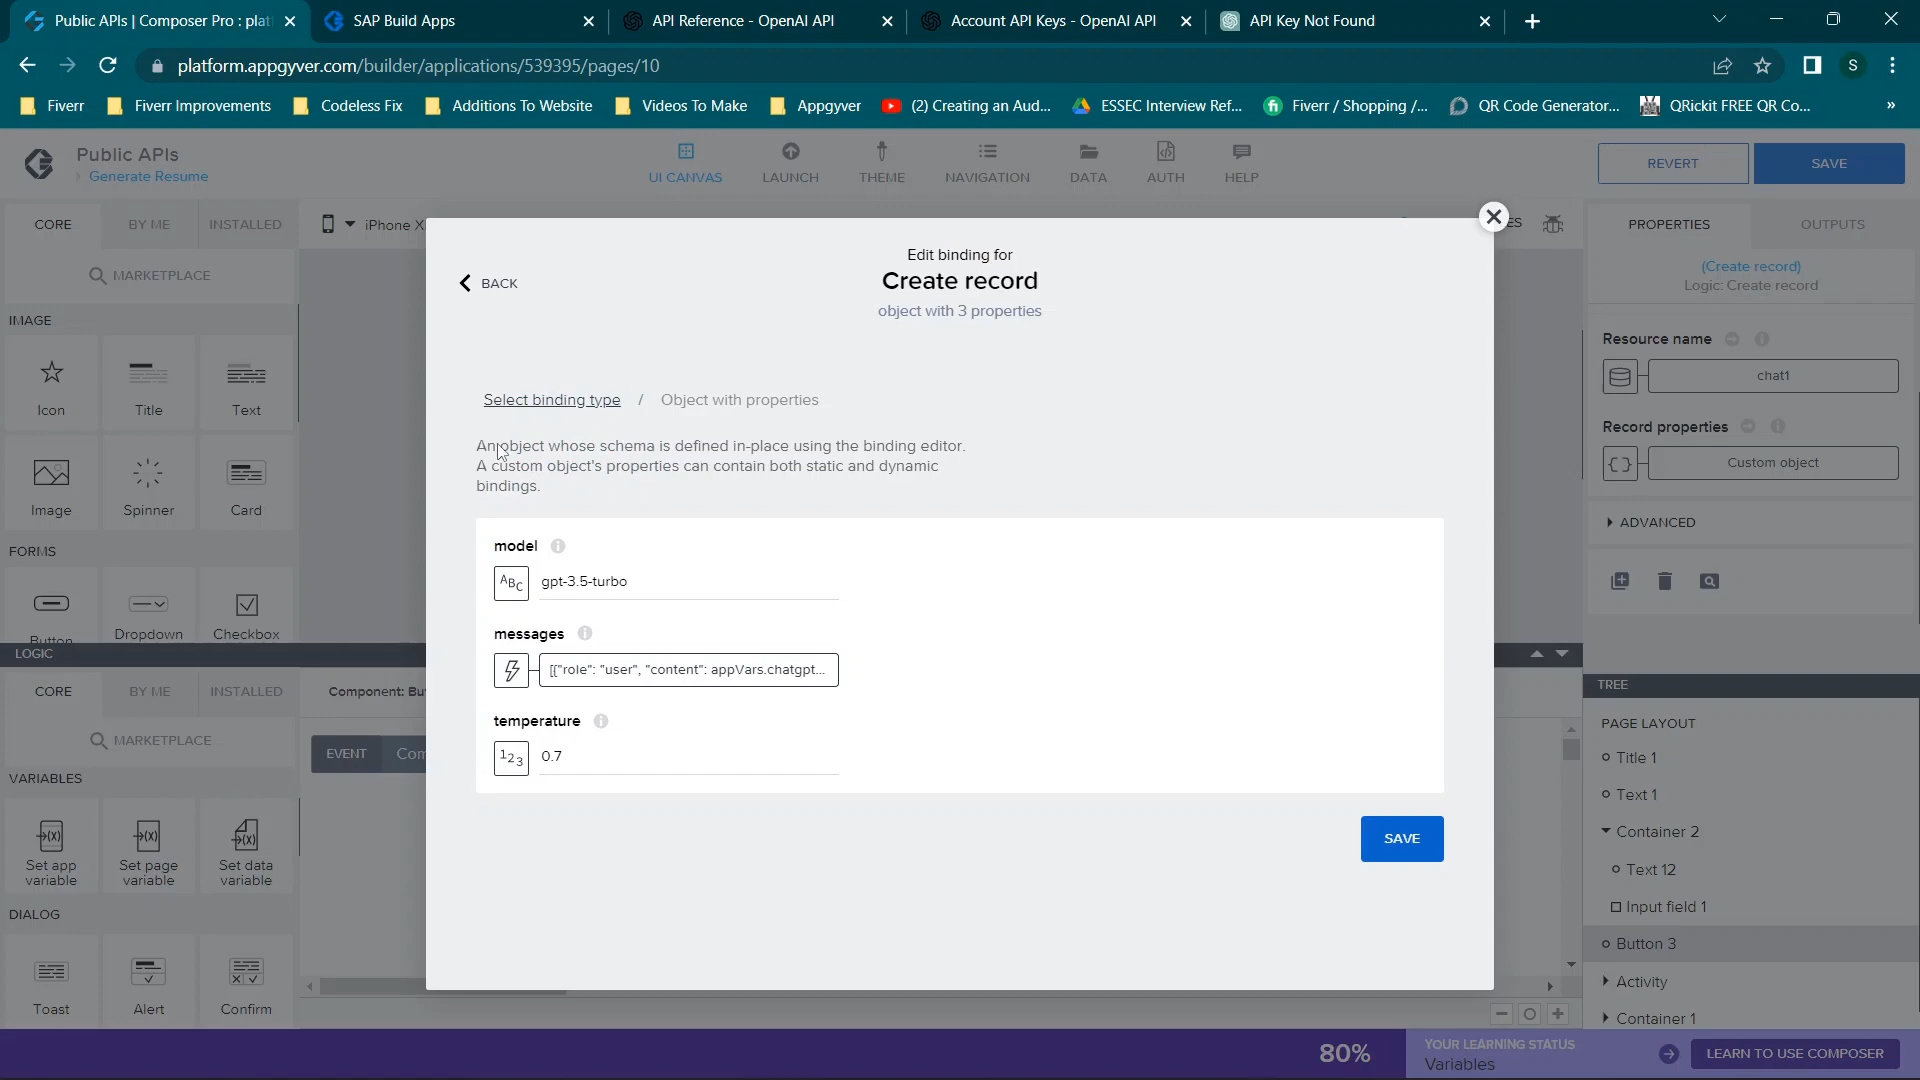 Public APIs | Composer Pro : plat
SAP Build Apps
API Reference - OpenAI API
Account API Keys - OpenAI API
API Key Not Found
platform.appgyver.com/builder/applications/539395/pages/10
S
Fiverr
Fiverr Improvements
Codeless Fix
Additions To Website
Videos To Make
Appgyver
(2) Creating an Aud...
ESSEC Interview Ref...
Fiverr / Shopping /...
QR Code Generator...
QRickit FREE QR Co...
»
Public APIs
Generate Resume
UI CANVAS
LAUNCH
THEME
NAVIGATION
DATA
AUTH
HELP
REVERT
SAVE
CORE
BY ME
INSTALLED
iPhone X
ES
PROPERTIES
OUTPUTS
MARKETPLACE
(Create record)
Logic: Create record
IMAGE
Icon
Title
Text
Image
Spinner
Card
FORMS
Button
Dropdown
Checkbox
Resource name
chat1
Record properties
Custom object
ADVANCED
BACK
Edit binding for
Create record
object with 3 properties
Select binding type / Object with properties
An object whose schema is defined in-place using the binding editor.
A custom object's properties can contain both static and dynamic
bindings.
model
ABC
gpt-3.5-turbo
messages
[{"role": "user", "content": appVars.chatgpt...
temperature
123
0.7
SAVE
LOGIC
CORE
BY ME
INSTALLED
Component: Bu
MARKETPLACE
EVENT
Com
VARIABLES
Set app
variable
Set page
variable
Set data
variable
DIALOG
Toast
Alert
Confirm
TREE
PAGE LAYOUT
Title 1
Text 1
Container 2
Text 12
Input field 1
Button 3
Activity
Container 1
80%
YOUR LEARNING STATUS
Variables
LEARN TO USE COMPOSER